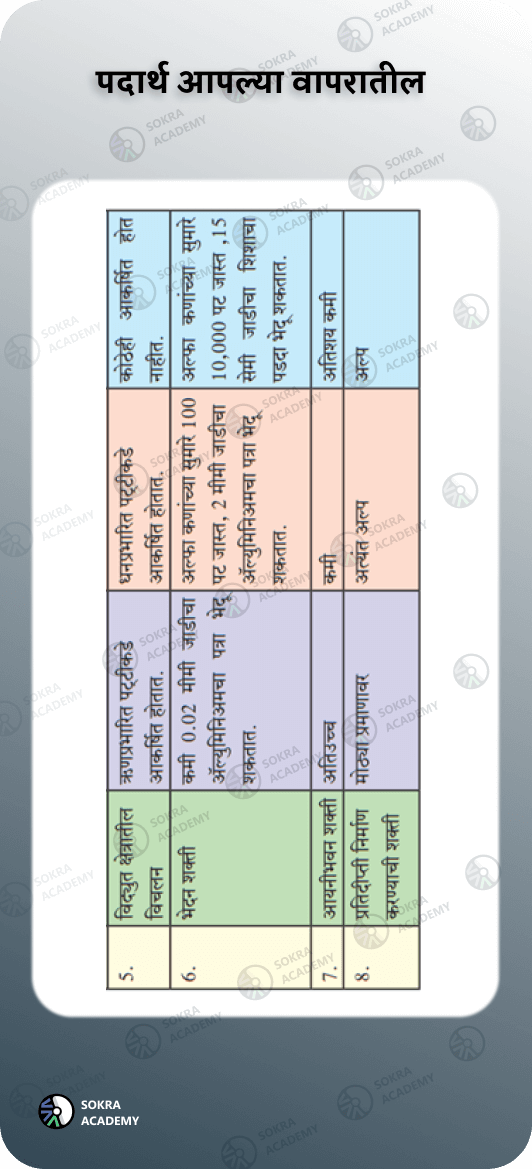 पदार्थ आपल्या वापरातील
5.
विद्युत क्षेत्रातील
विचलन
ऋणप्रभारित पट्टीकडे
आकर्षित होतात.
धनप्रभारित पट्टीकडे
आकर्षित होतात.
कोठेही आकर्षित होत
नाहीत.
6.
भेदन शक्ती
कमी 0.02 मीमी जाडीचा
ॲल्युमिनिअमचा पत्रा भेदू
शकतात.
अल्फा कणांच्या सुमारे 100
पट जास्त, 2 मीमी जाडीचा
ॲल्युमिनिअमचा पत्रा भेदू
शकतात.
अल्फा कणांच्या सुमारे
10,000 पट जास्त ,15
सेमी जाडीचा शिशाचा
पडदा भेदू शकतात.
7.
आयनीभवन शक्ती
अतिउच्च
कमी
अतिशय कमी
8.
प्रतिदीप्ती निर्माण
करण्याची शक्ती
मोठ्या प्रमाणावर
अत्यंत अल्प
अल्प
SOKRA
ACADEMY